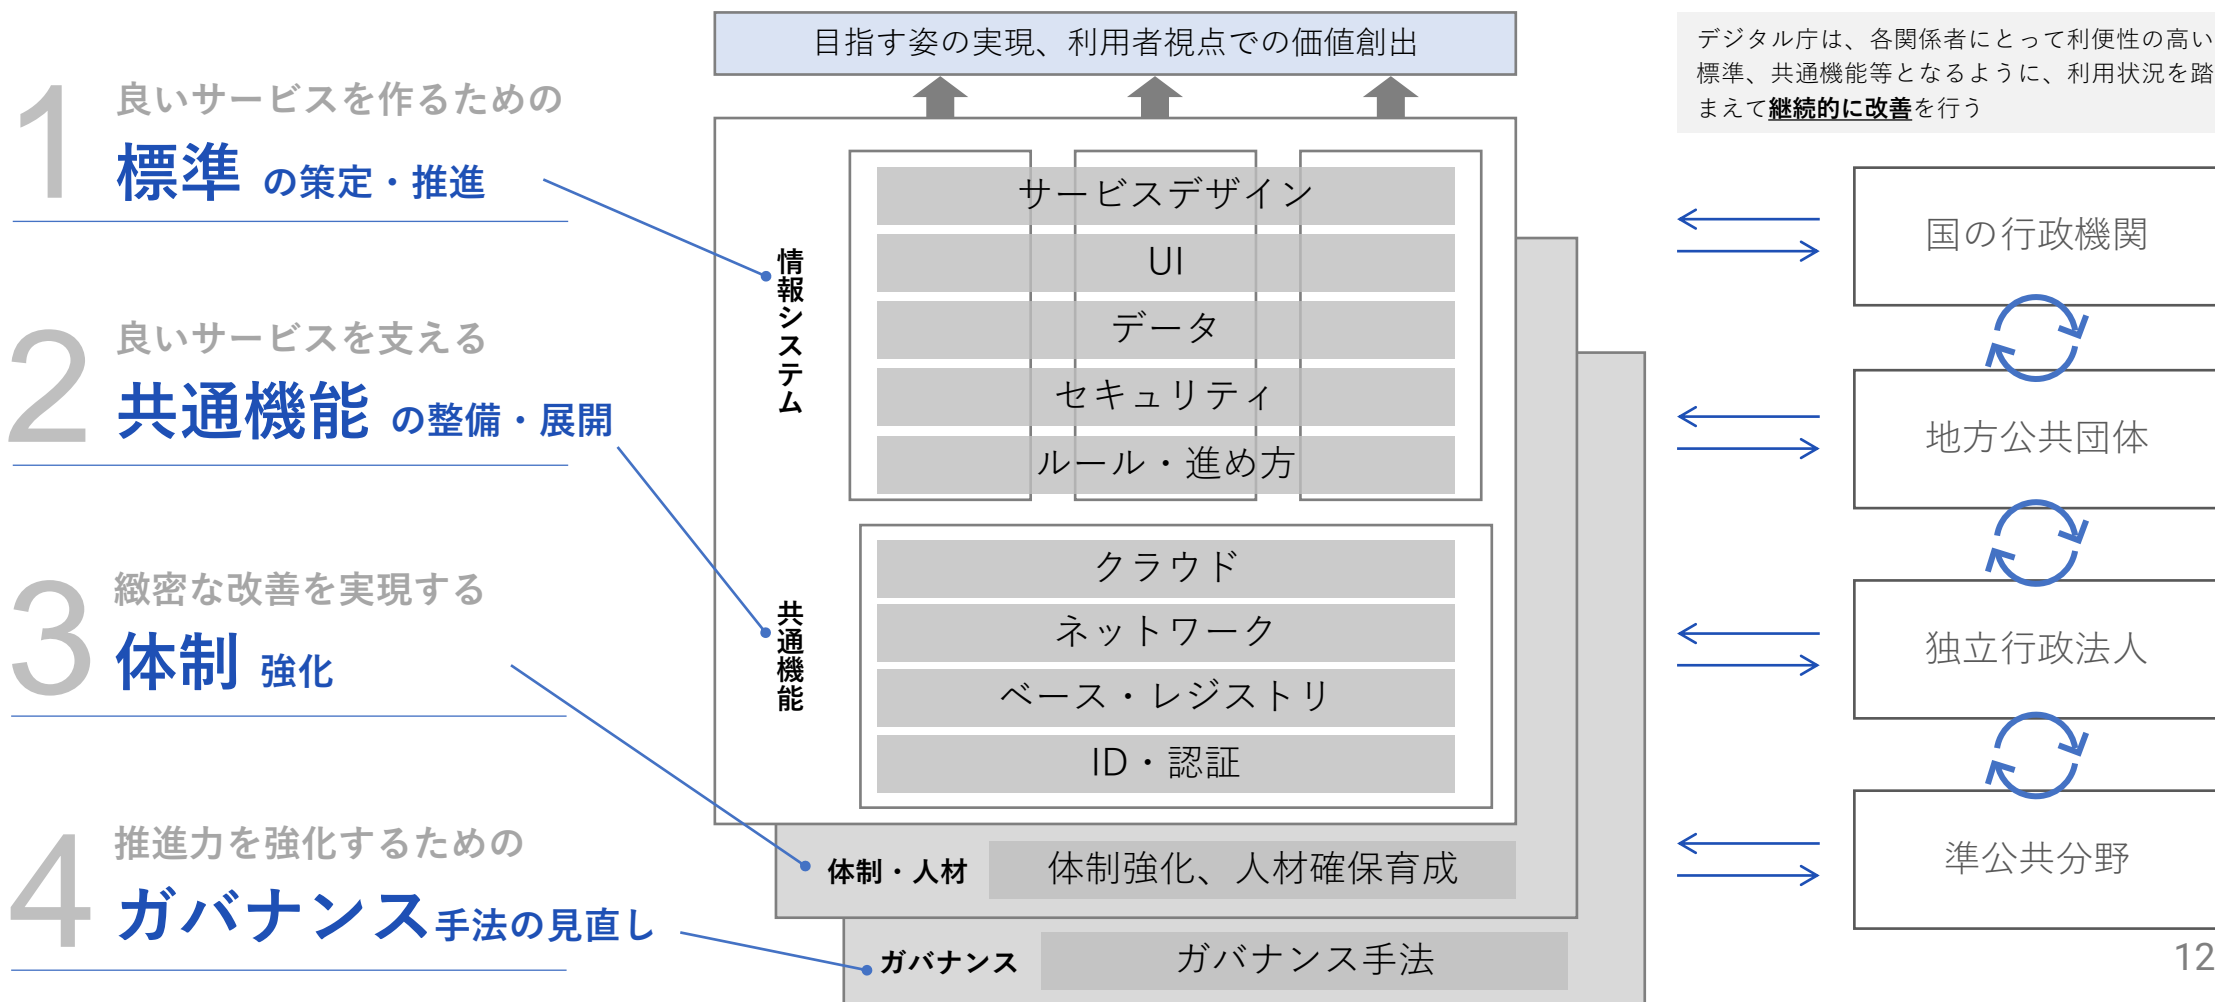 1
良いサービスを作るための
標準 の策定・推進
2
良いサービスを支える
共通機能 の整備・展開
3
緻密な改善を実現する
体制 強化
4
推進力を強化するための
ガバナンス手法の見直し
目指す姿の実現、利用者視点での価値創出
情報システム
サービスデザイン
UI
データ
セキュリティ
ルール・進め方
共通機能
クラウド
ネットワーク
ベース・レジストリ
ID・認証
体制・人材
体制強化、人材確保育成
ガバナンス
ガバナンス手法
デジタル庁は、各関係者にとって利便性の高い
標準、共通機能等となるように、利用状況を踏
まえて継続的に改善を行う
国の行政機関
地方公共団体
独立行政法人
準公共分野
12